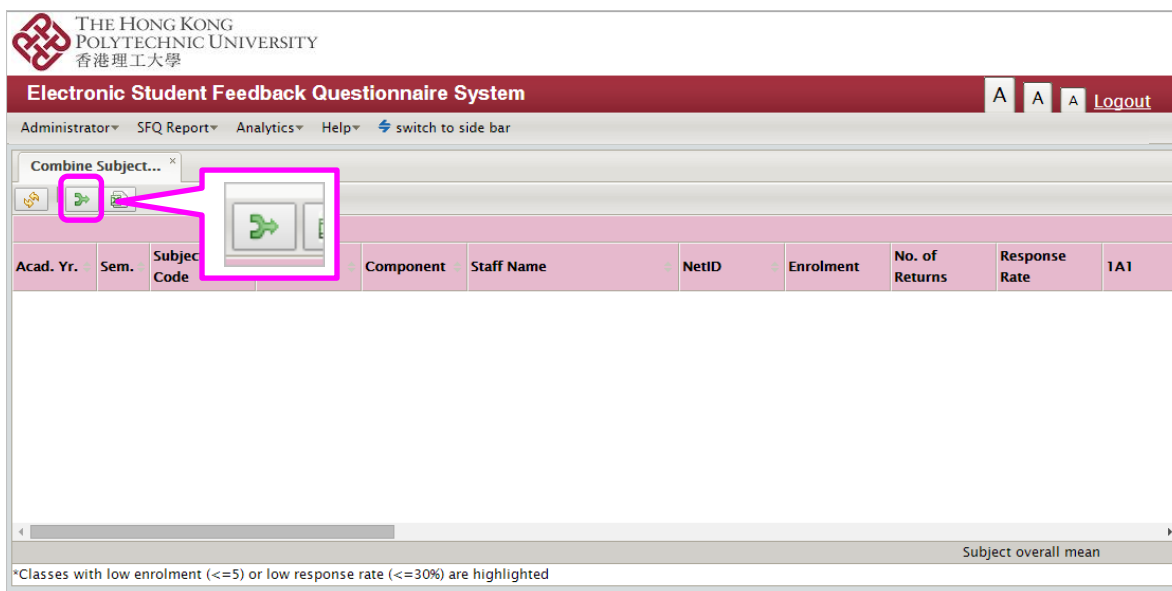 THE HONG KONG
POLYTECHNIC UNIVERSITY
香港理工大學
Electronic Student Feedback Questionnaire System
A A A Logout
Administrator SFQ Report Analytics Help switch to side bar
Combine Subject... ×
Acad. Yr. Sem. Subjec Code Component Staff Name NetID Enrolment No. of Returns Response Rate 1A1
Subject overall mean
*Classes with low enrolment (<=5) or low response rate (<=30%) are highlighted